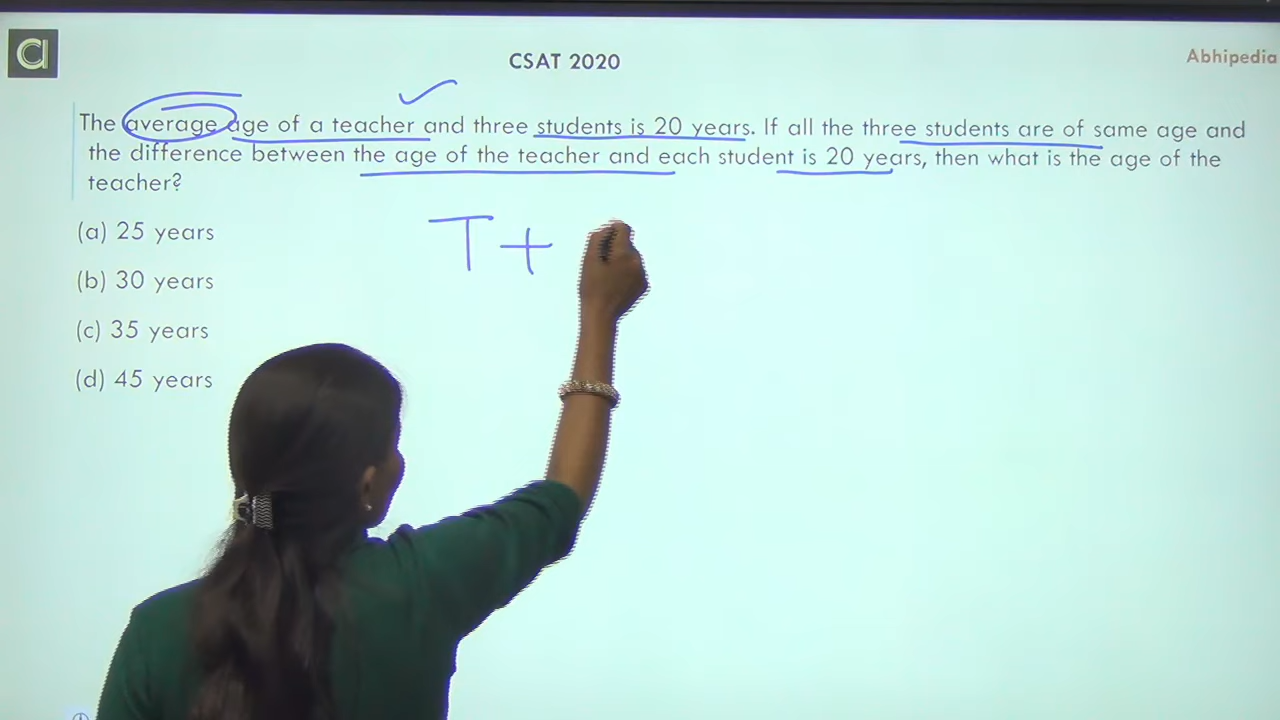 CSAT 2020
Abhipedia
The average age of a teacher and three students is 20 years. If all the three students are of same age and
the difference between the age of the teacher and each student is 20 years, then what is the age of the
teacher?
(a) 25 years
(b) 30 years
(c) 35 years
(d) 45 years
T +